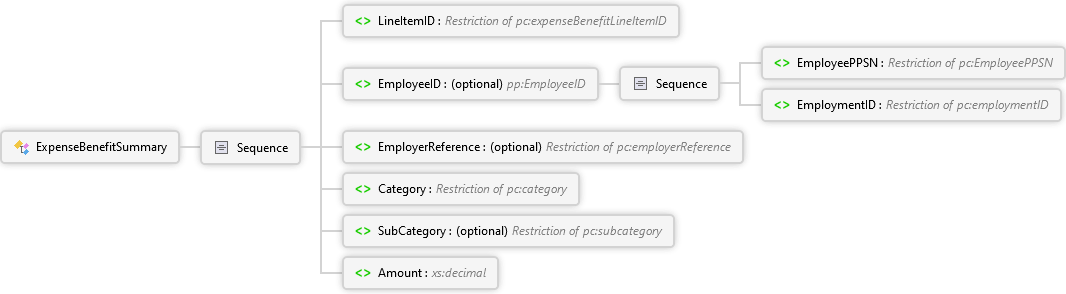 LineItemID : Restriction of pc:expenseBenefitLineItemID
EmployeeID : (optional) pp:EmployeeID
Sequence
EmployeePPSN : Restriction of pc:EmployeePPSN
EmploymentID : Restriction of pc:employmentID
ExpenseBenefitSummary
Sequence
EmployerReference : (optional) Restriction of pc:employerReference
Category : Restriction of pc:category
SubCategory : (optional) Restriction of pc:subcategory
Amount : xs:decimal